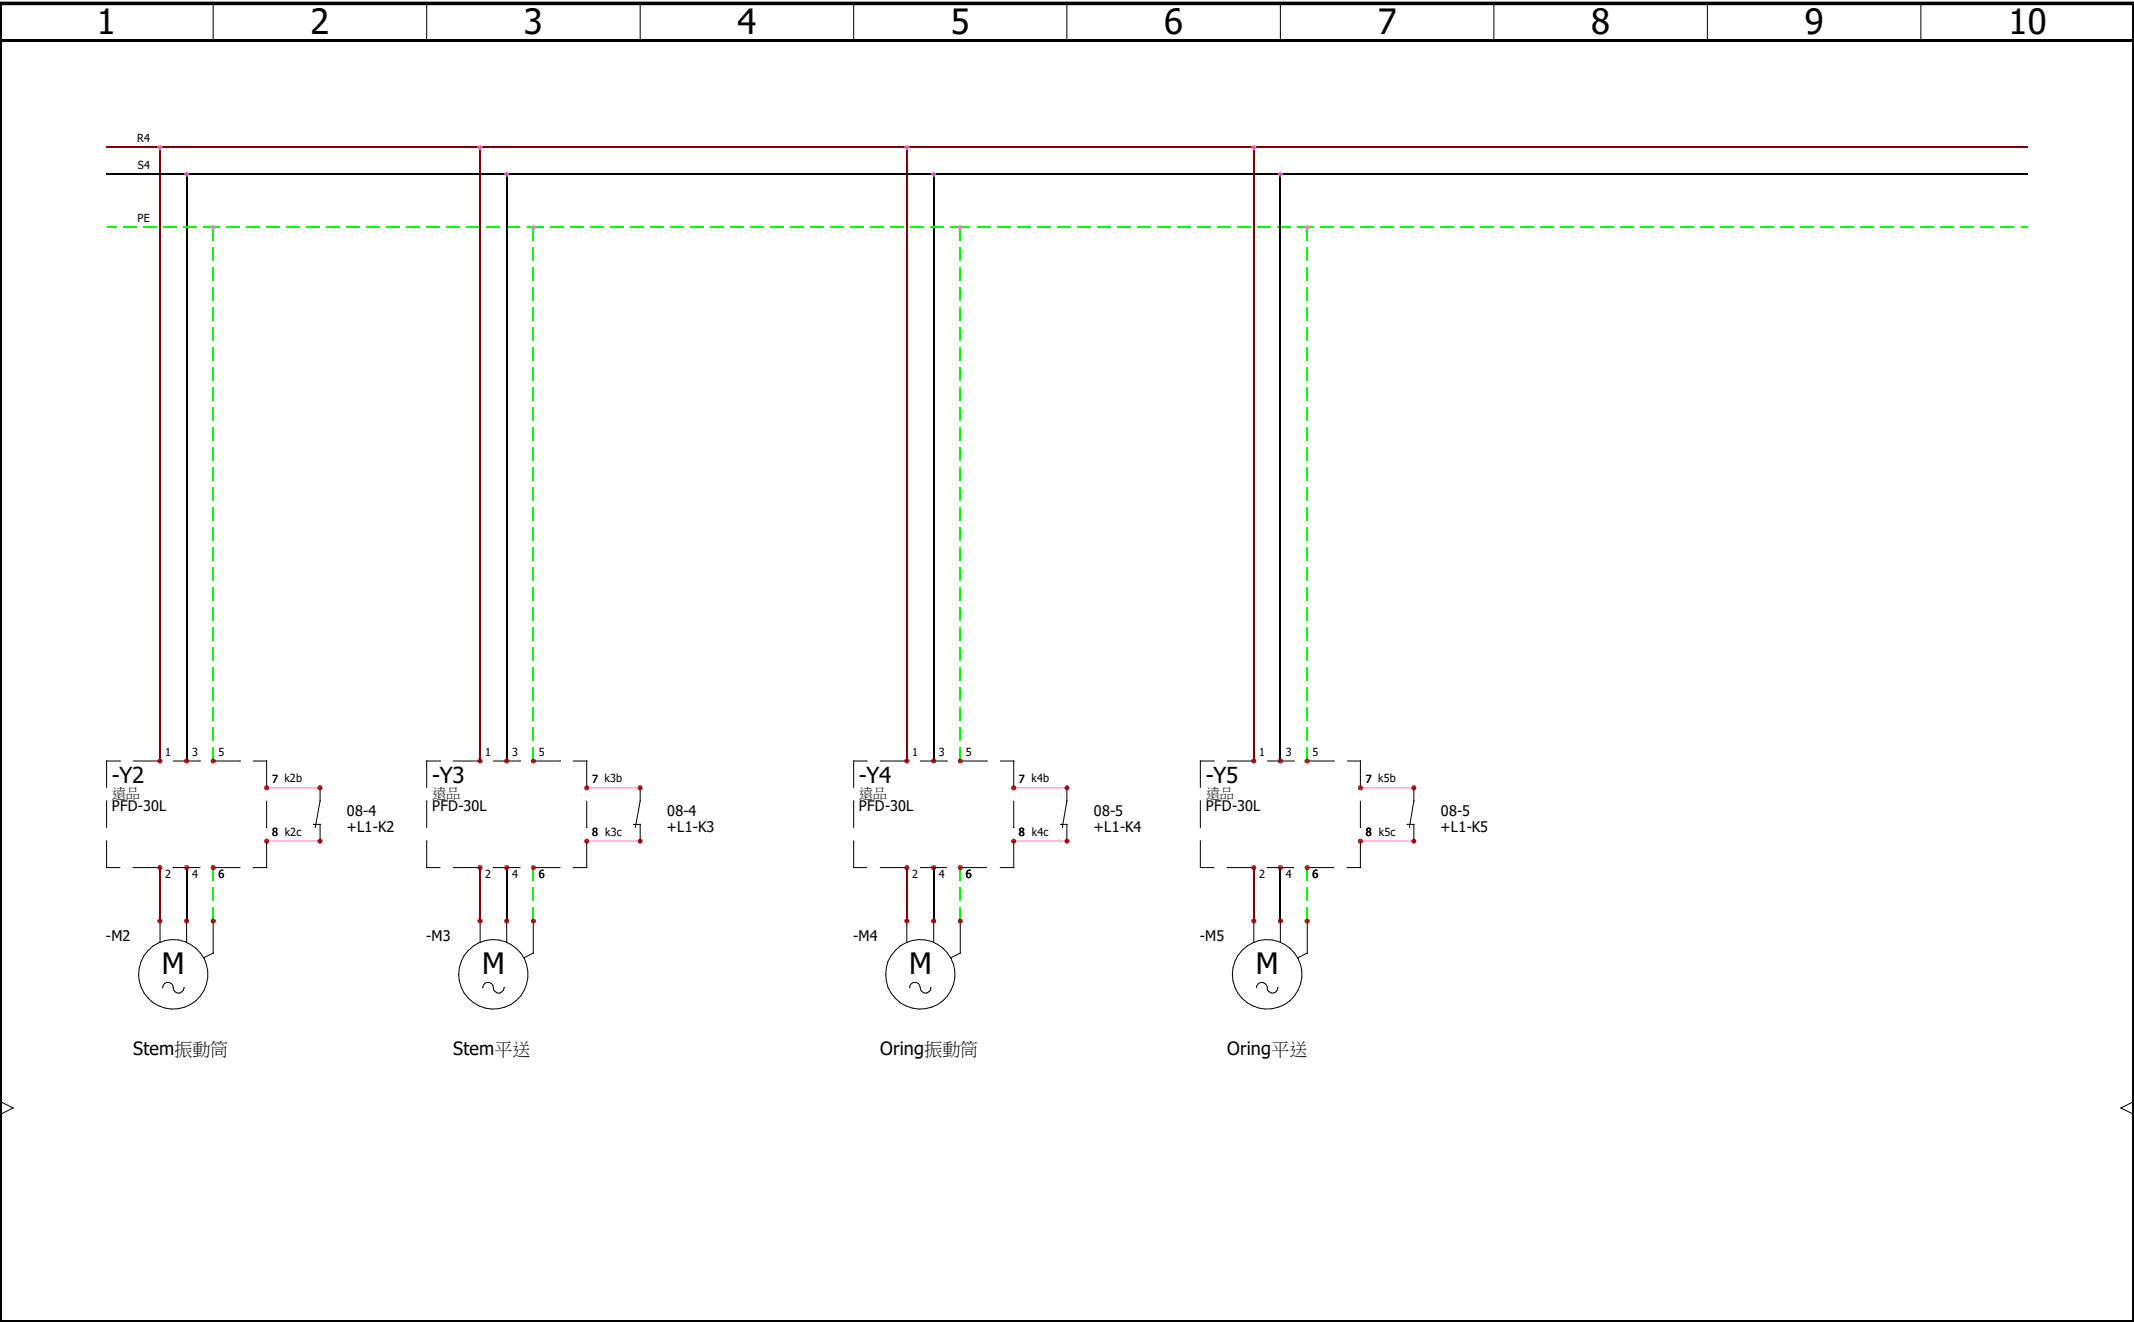 1 2 3 4 5 6 7 8 9 10
R4
S4
PE
1 3 5
-Y2
遠品
PFD-30L
7 k2b
8 k2c
08-4
+L1-K2
2 4 6
-M2
M
Stem振動筒
1 3 5
-Y3
遠品
PFD-30L
7 k3b
8 k3c
08-4
+L1-K3
2 4 6
-M3
M
Stem平送
1 3 5
-Y4
遠品
PFD-30L
7 k4b
8 k4c
08-5
+L1-K4
2 4 6
-M4
M
Oring振動筒
1 3 5
-Y5
遠品
PFD-30L
7 k5b
8 k5c
08-5
+L1-K5
2 4 6
-M5
M
Oring平送